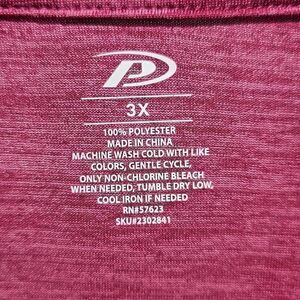 3X
100% POLYESTER
MADE IN CHINA
MACHINE WASH COLD WITH LIKE
COLORS, GENTLE CYCLE,
ONLY NON-CHLORINE BLEACH
WHEN NEEDED, TUMBLE DRY LOW,
COOL IRON IF NEEDED
RN#57623
SKU#2302841